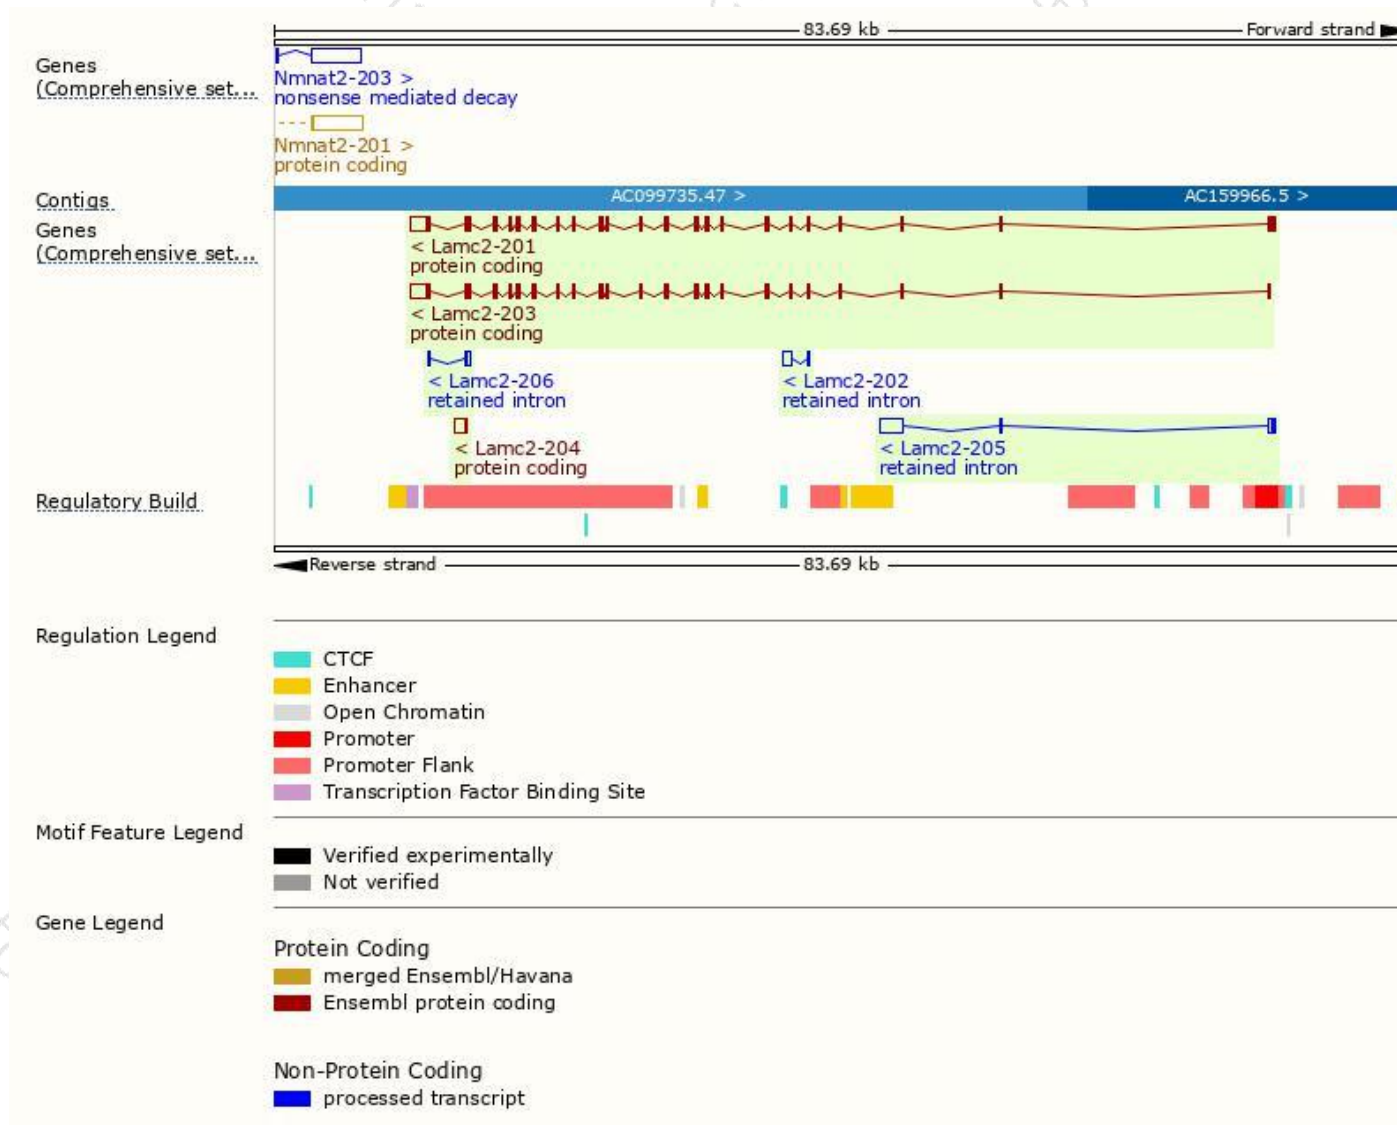 83.69 kb
Forward strand
Genes
(Comprehensive set...
Nmnat2-203 >
nonsense mediated decay
Nmnat2-201 >
protein coding
Contigs
AC099735.47 >
AC159966.5 >
Genes
(Comprehensive set...
< Lamc2-201
protein coding
< Lamc2-203
protein coding
< Lamc2-206
retained intron
< Lamc2-202
retained intron
< Lamc2-204
protein coding
< Lamc2-205
retained intron
Regulatory Build
Reverse strand
83.69 kb
Regulation Legend
CTCF
Enhancer
Open Chromatin
Promoter
Promoter Flank
Transcription Factor Binding Site
Motif Feature Legend
Verified experimentally
Not verified
Gene Legend
Protein Coding
merged Ensembl/Havana
Ensembl protein coding
Non-Protein Coding
processed transcript